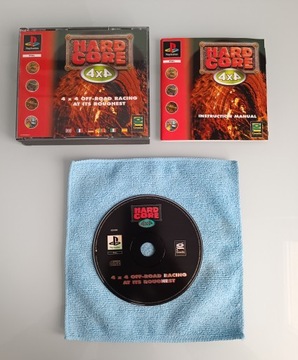 HARD
CORE
4X4
4 x 4 OFF-ROAD RACING
AT ITS ROUGHEST
HARD
CORE
4X4
INSTRUCTION MANUAL
HARD
CORE
4 x 4 OFF-ROAD RACING
AT ITS ROUGHEST